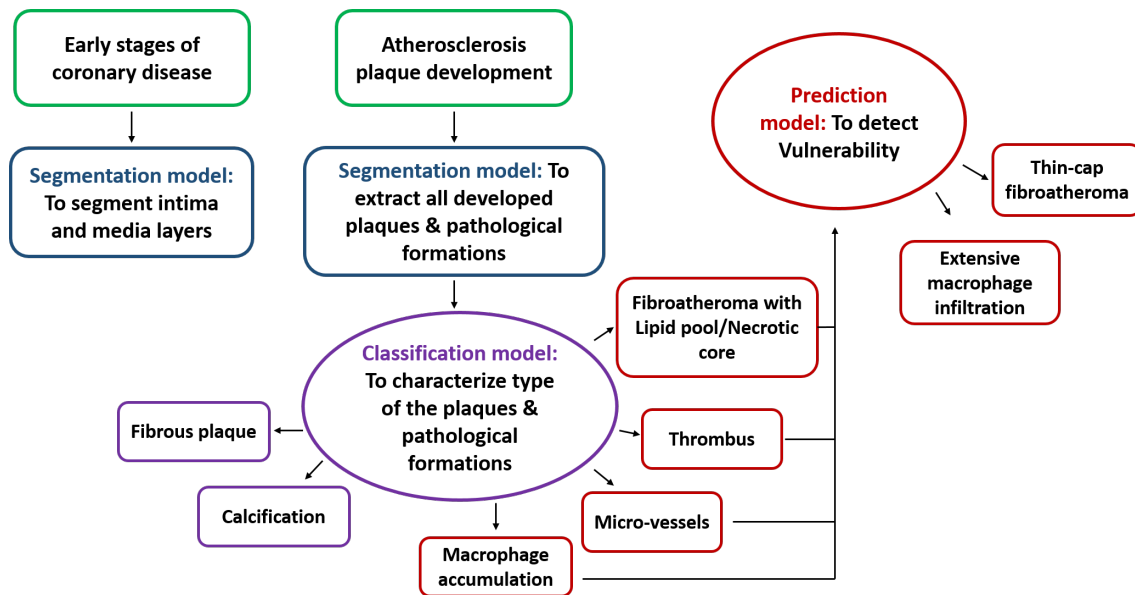 Early stages of
coronary disease
Atherosclerosis
plaque development
Segmentation model:
To segment intima
and media layers
Segmentation model: To
extract all developed
plaques & pathological
formations
Prediction
model: To detect
Vulnerability
Thin-cap
fibroatheroma
Extensive
macrophage
infiltration
Fibroatheroma with
Lipid pool/Necrotic
core
Classification model:
To characterize type
of the plaques &
pathological
formations
Fibrous plaque
Calcification
Thrombus
Micro-vessels
Macrophage
accumulation